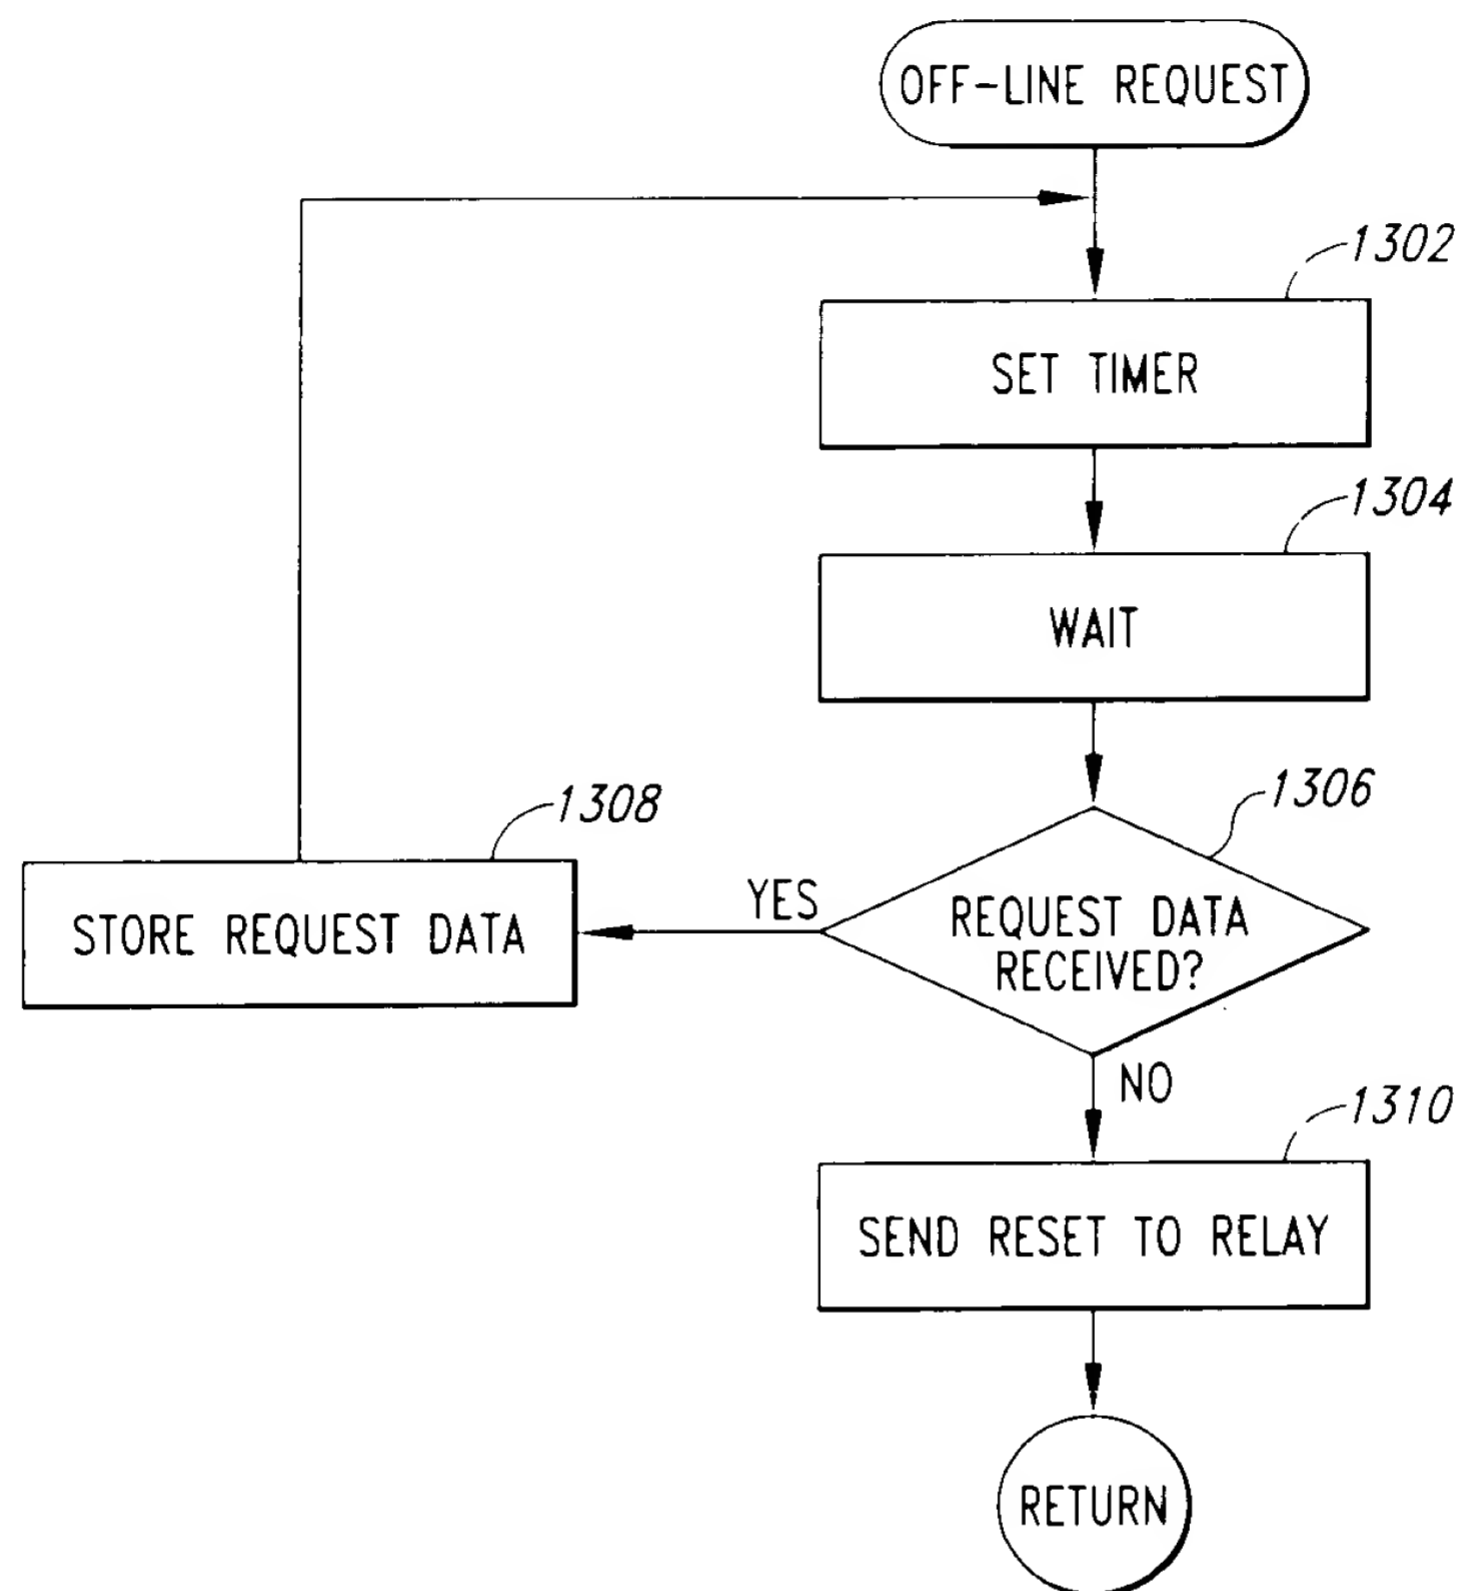 OFF-LINE REQUEST
1302
SET TIMER
1304
WAIT
1306
1308
YES
REQUEST DATA
RECEIVED?
STORE REQUEST DATA
NO
1310
SEND RESET TO RELAY
RETURN